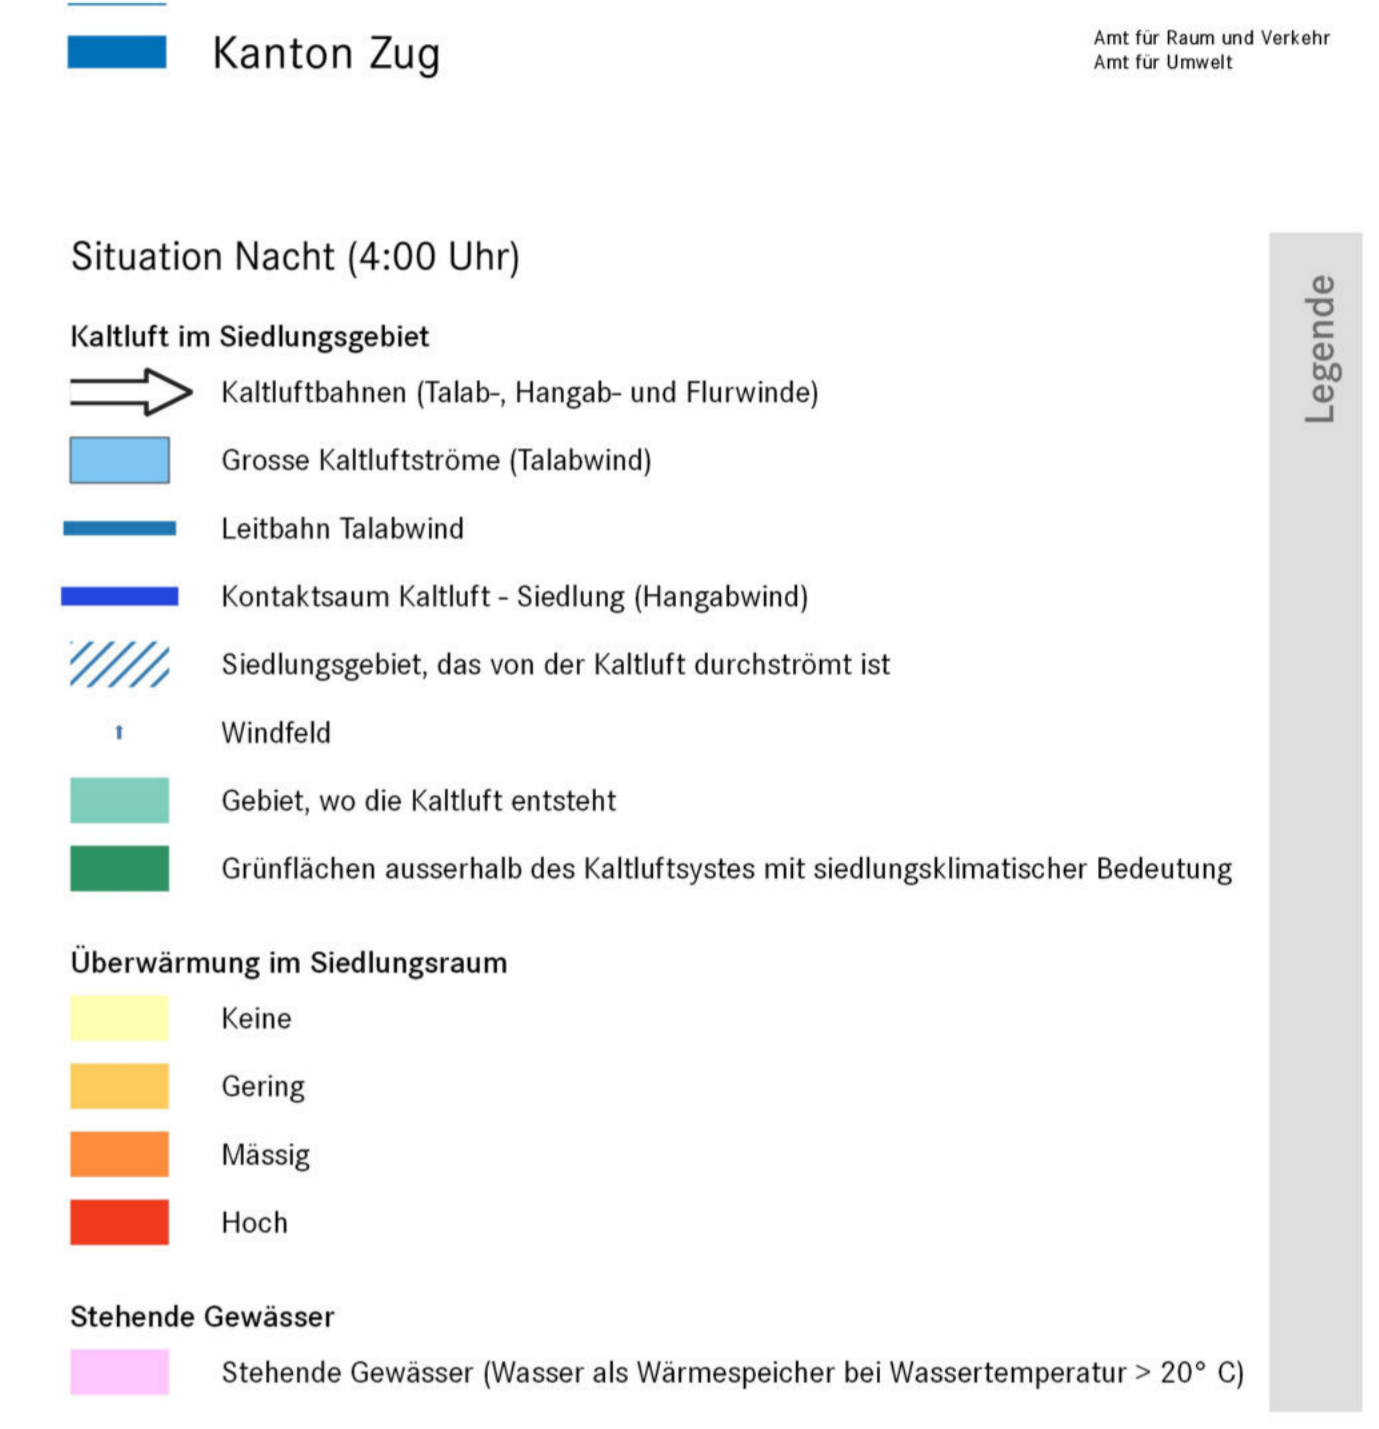 Kanton Zug
Amt für Raum und Verkehr
Amt für Umwelt
Situation Nacht (4:00 Uhr)
Legende
Kaltluft im Siedlungsgebiet
Kaltluftbahnen (Talab-, Hangab- und Flurwinde)
Grosse Kaltluftströme (Talabwind)
Leitbahn Talabwind
Kontaktsaum Kaltluft - Siedlung (Hangabwind)
Siedlungsgebiet, das von der Kaltluft durchströmt ist
Windfeld
Gebiet, wo die Kaltluft entsteht
Grünflächen ausserhalb des Kaltluftsystes mit siedlungsklimatischer Bedeutung
Überwärmung im Siedlungsraum
Keine
Gering
Mässig
Hoch
Stehende Gewässer
Stehende Gewässer (Wasser als Wärmespeicher bei Wassertemperatur > 20° C)